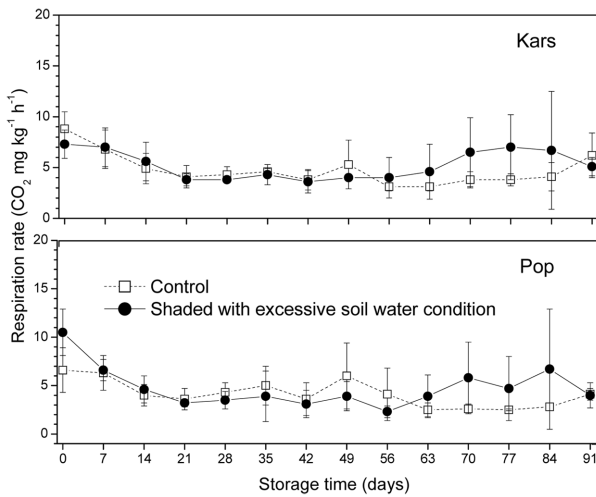 20
Kars
15
10
5
0
Respiration rate (CO2 mg kg-1 h-1)
20
Pop
15
Control
Shaded with excessive soil water condition
10
5
0
0 7 14 21 28 35 42 49 56 63 70 77 84 91
Storage time (days)